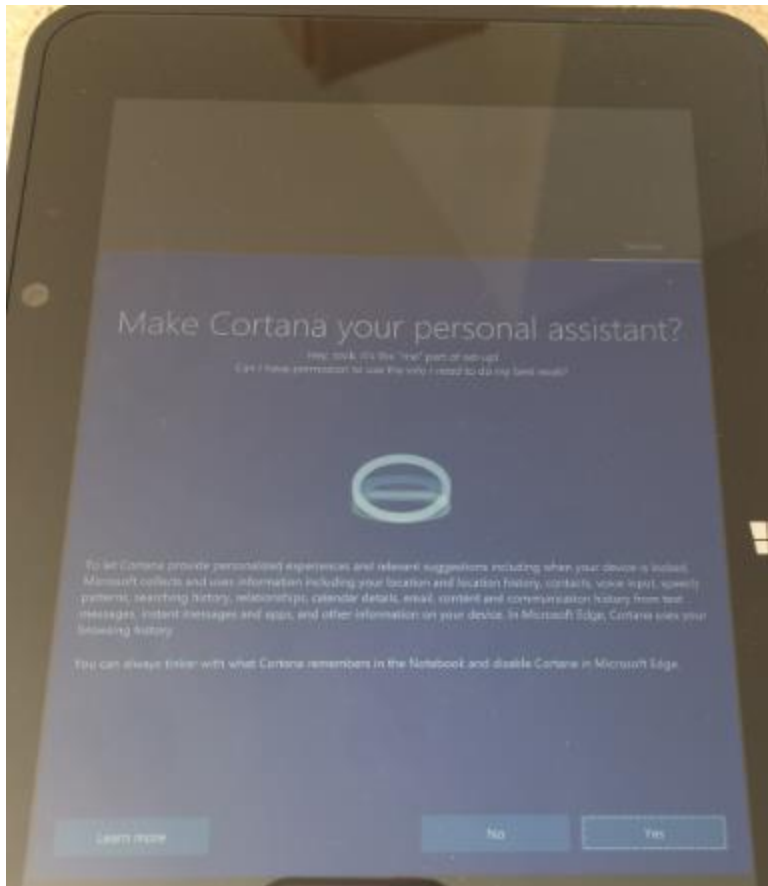 Services
Make Cortana your personal assistant?
Hey, look, it's the "me" part of set-up!
Can I have permission to use the info I need to do my best work?
To let Cortana provide personalized experiences and relevant suggestions including when your device is locked,
Microsoft collects and uses information including your location and location history, contacts, voice input, speech
patterns, searching history, relationships, calendar details, email, content and communication history from text
messages, instant messages and apps, and other information on your device. In Microsoft Edge, Cortana uses your
browsing history.
You can always tinker with what Cortana remembers in the Notebook and disable Cortana in Microsoft Edge.
Learn more
No
Yes